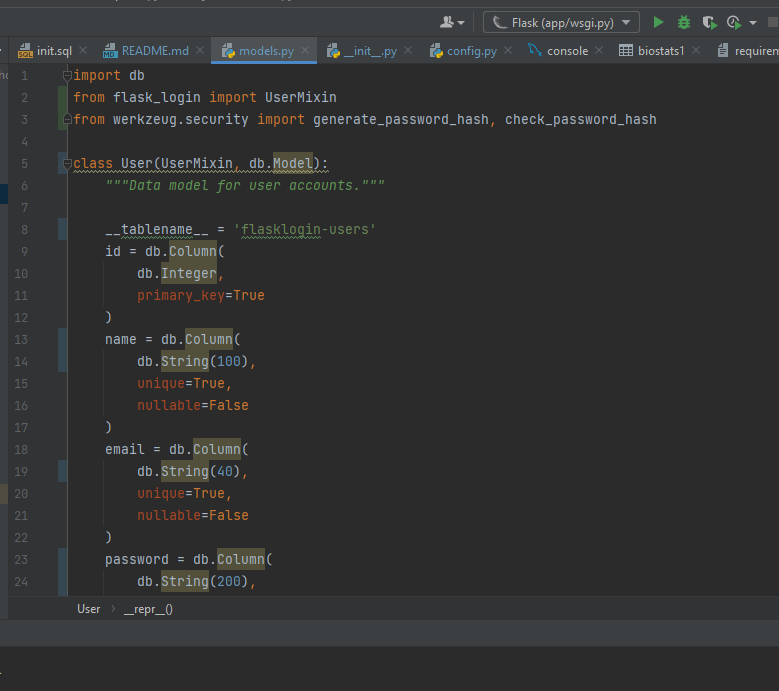 Flask (app/wsgi.py)
init.sql README.md models.py __init__.py config.py console biostats1 requirem
1 import db
2 from flask_login import UserMixin
3 from werkzeug.security import generate_password_hash, check_password_hash
4
5 class User(UserMixin, db.Model):
6 """Data model for user accounts."""
7
8 __tablename__ = 'flasklogin-users'
9 id = db.Column(
10 db.Integer,
11 primary_key=True
12 )
13 name = db.Column(
14 db.String(100),
15 unique=True,
16 nullable=False
17 )
18 email = db.Column(
19 db.String(40),
20 unique=True,
21 nullable=False
22 )
23 password = db.Column(
24 db.String(200),
User › __repr__()